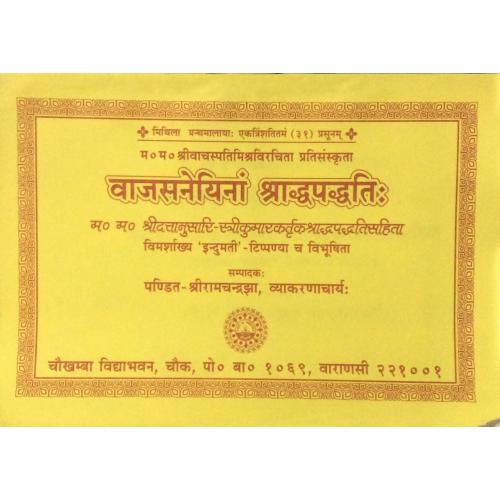 मिथिला ग्रन्थमालायाः एकत्रिंशतितमं (३१) प्रसूनम्
म०म०श्रीवाचस्पतिमिश्रविरचिता प्रतिसंस्कृता
वाजसनेयिनां श्राद्धपद्धतिः
म० म० श्रीदत्तानुसारि-स्त्रीकुमारकर्तृकश्राद्धपद्धतिसहिता
विमर्शाख्य 'इन्दुमती'-टिप्पण्या च विभूषिता
सम्पादकः
पण्डित-श्रीरामचन्द्रझा, व्याकरणाचार्यः
चौखम्बा विद्याभवन, चौक, पो० बा० १०६९, वाराणसी २२१००१